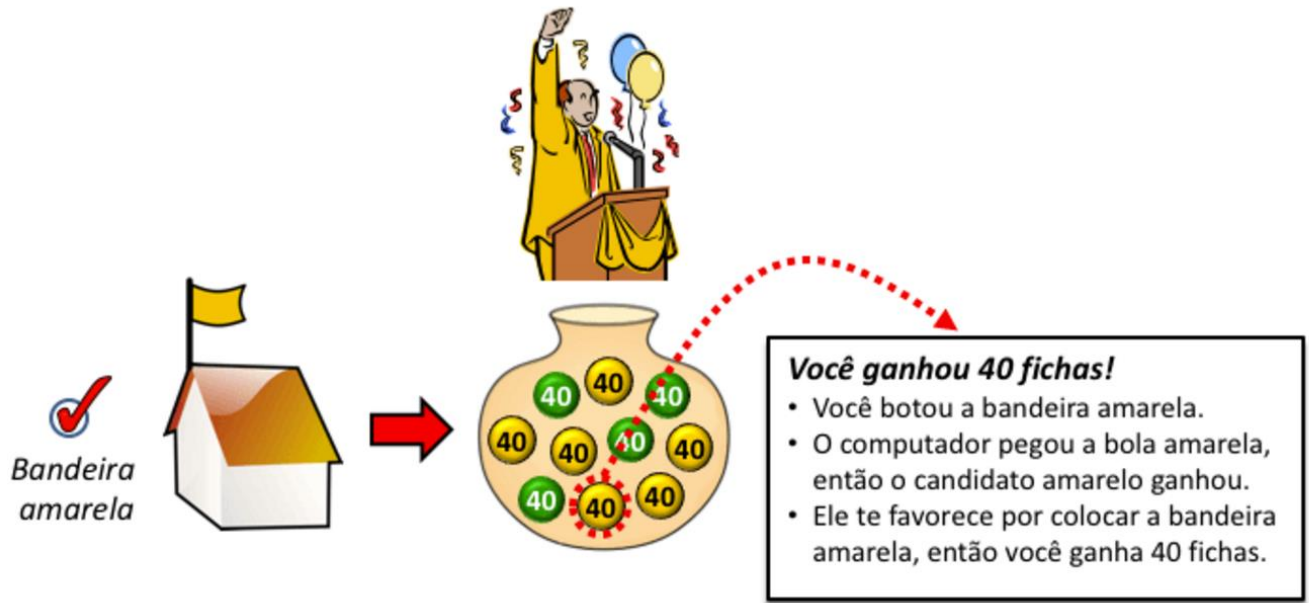 Bandeira
amarela
40
40
40
40
40
40
40
40
40
40
Você ganhou 40 fichas!
• Você botou a bandeira amarela.
• O computador pegou a bola amarela,
então o candidato amarelo ganhou.
• Ele te favorece por colocar a bandeira
amarela, então você ganha 40 fichas.